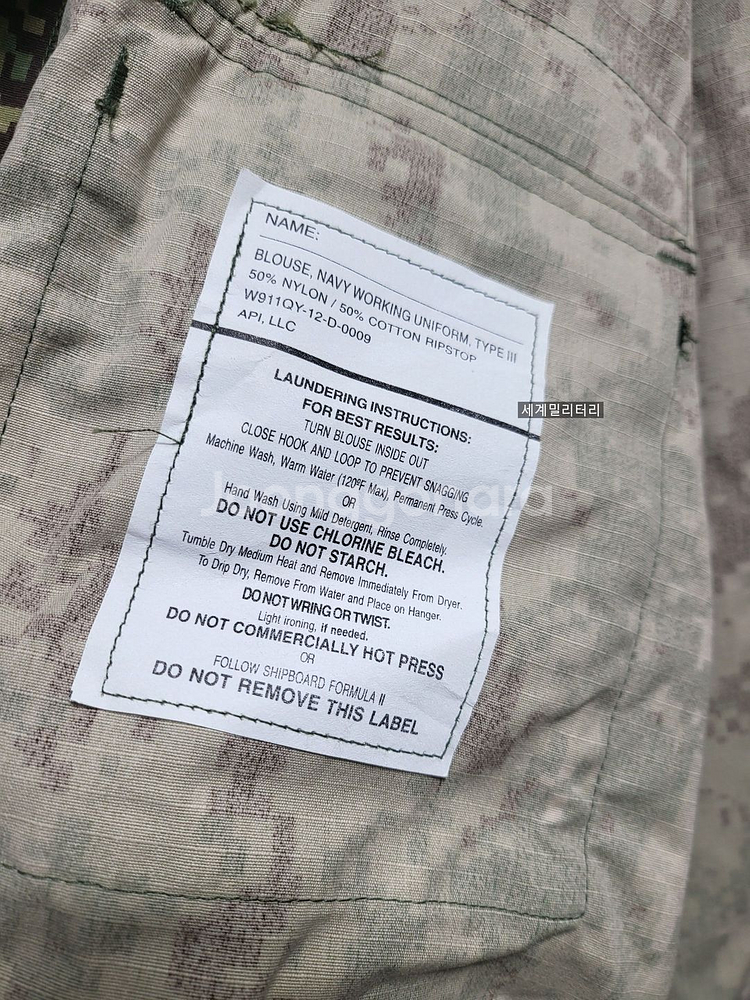 NAME:
BLOUSE, NAVY WORKING UNIFORM, TYPE III
50% NYLON / 50% COTTON RIPSTOP
W911QY-12-D-0009
API, LLC
세계밀리터리
LAUNDERING INSTRUCTIONS:
FOR BEST RESULTS:
TURN BLOUSE INSIDE OUT
CLOSE HOOK AND LOOP TO PREVENT SNAGGING
Machine Wash, Warm Water (120ºF Max), Permanent Press Cycle.
OR
Hand Wash Using Mild Detergent, Rinse Completely.
DO NOT USE CHLORINE BLEACH.
DO NOT STARCH.
Tumble Dry Medium Heat and Remove Immediately From Dryer.
To Drip Dry, Remove From Water and Place on Hanger.
DO NOT WRING OR TWIST.
Light ironing, if needed.
DO NOT COMMERCIALLY HOT PRESS
OR
FOLLOW SHIPBOARD FORMULA II
DO NOT REMOVE THIS LABEL